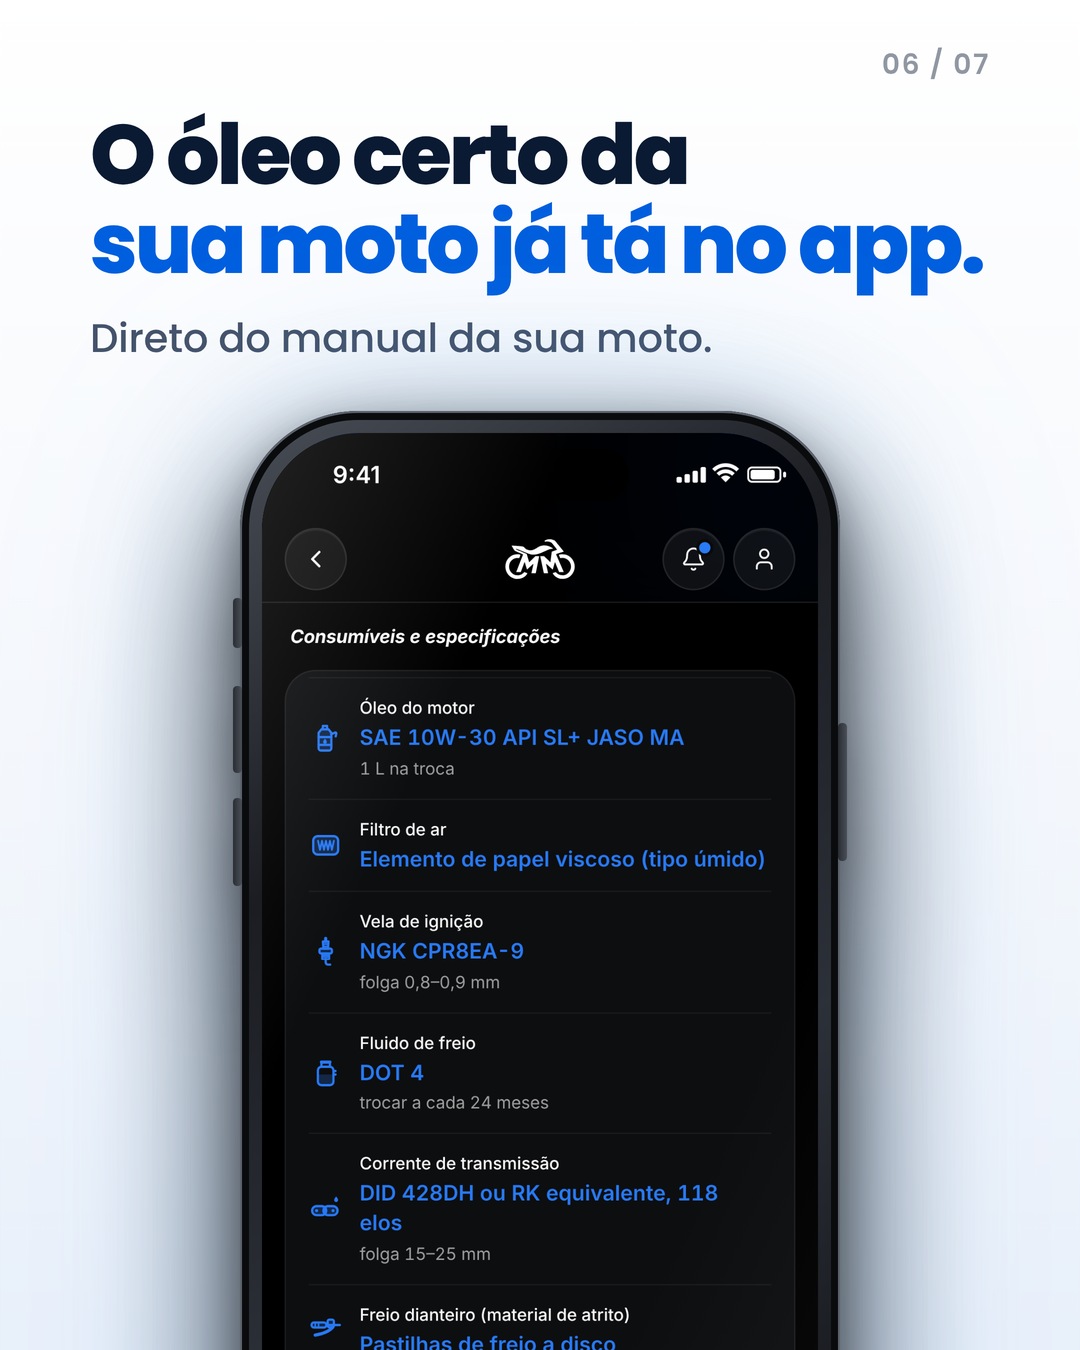 06 / 07
O óleo certo da
sua moto já tá no app.
Direto do manual da sua moto.
9:41
MM
Consumíveis e especificações
Óleo do motor
SAE 10W-30 API SL+ JASO MA
1 L na troca
Filtro de ar
Elemento de papel viscoso (tipo úmido)
Vela de ignição
NGK CPR8EA-9
folga 0,8–0,9 mm
Fluido de freio
DOT 4
trocar a cada 24 meses
Corrente de transmissão
DID 428DH ou RK equivalente, 118
elos
folga 15–25 mm
Freio dianteiro (material de atrito)
Pastilhas de freio a disco